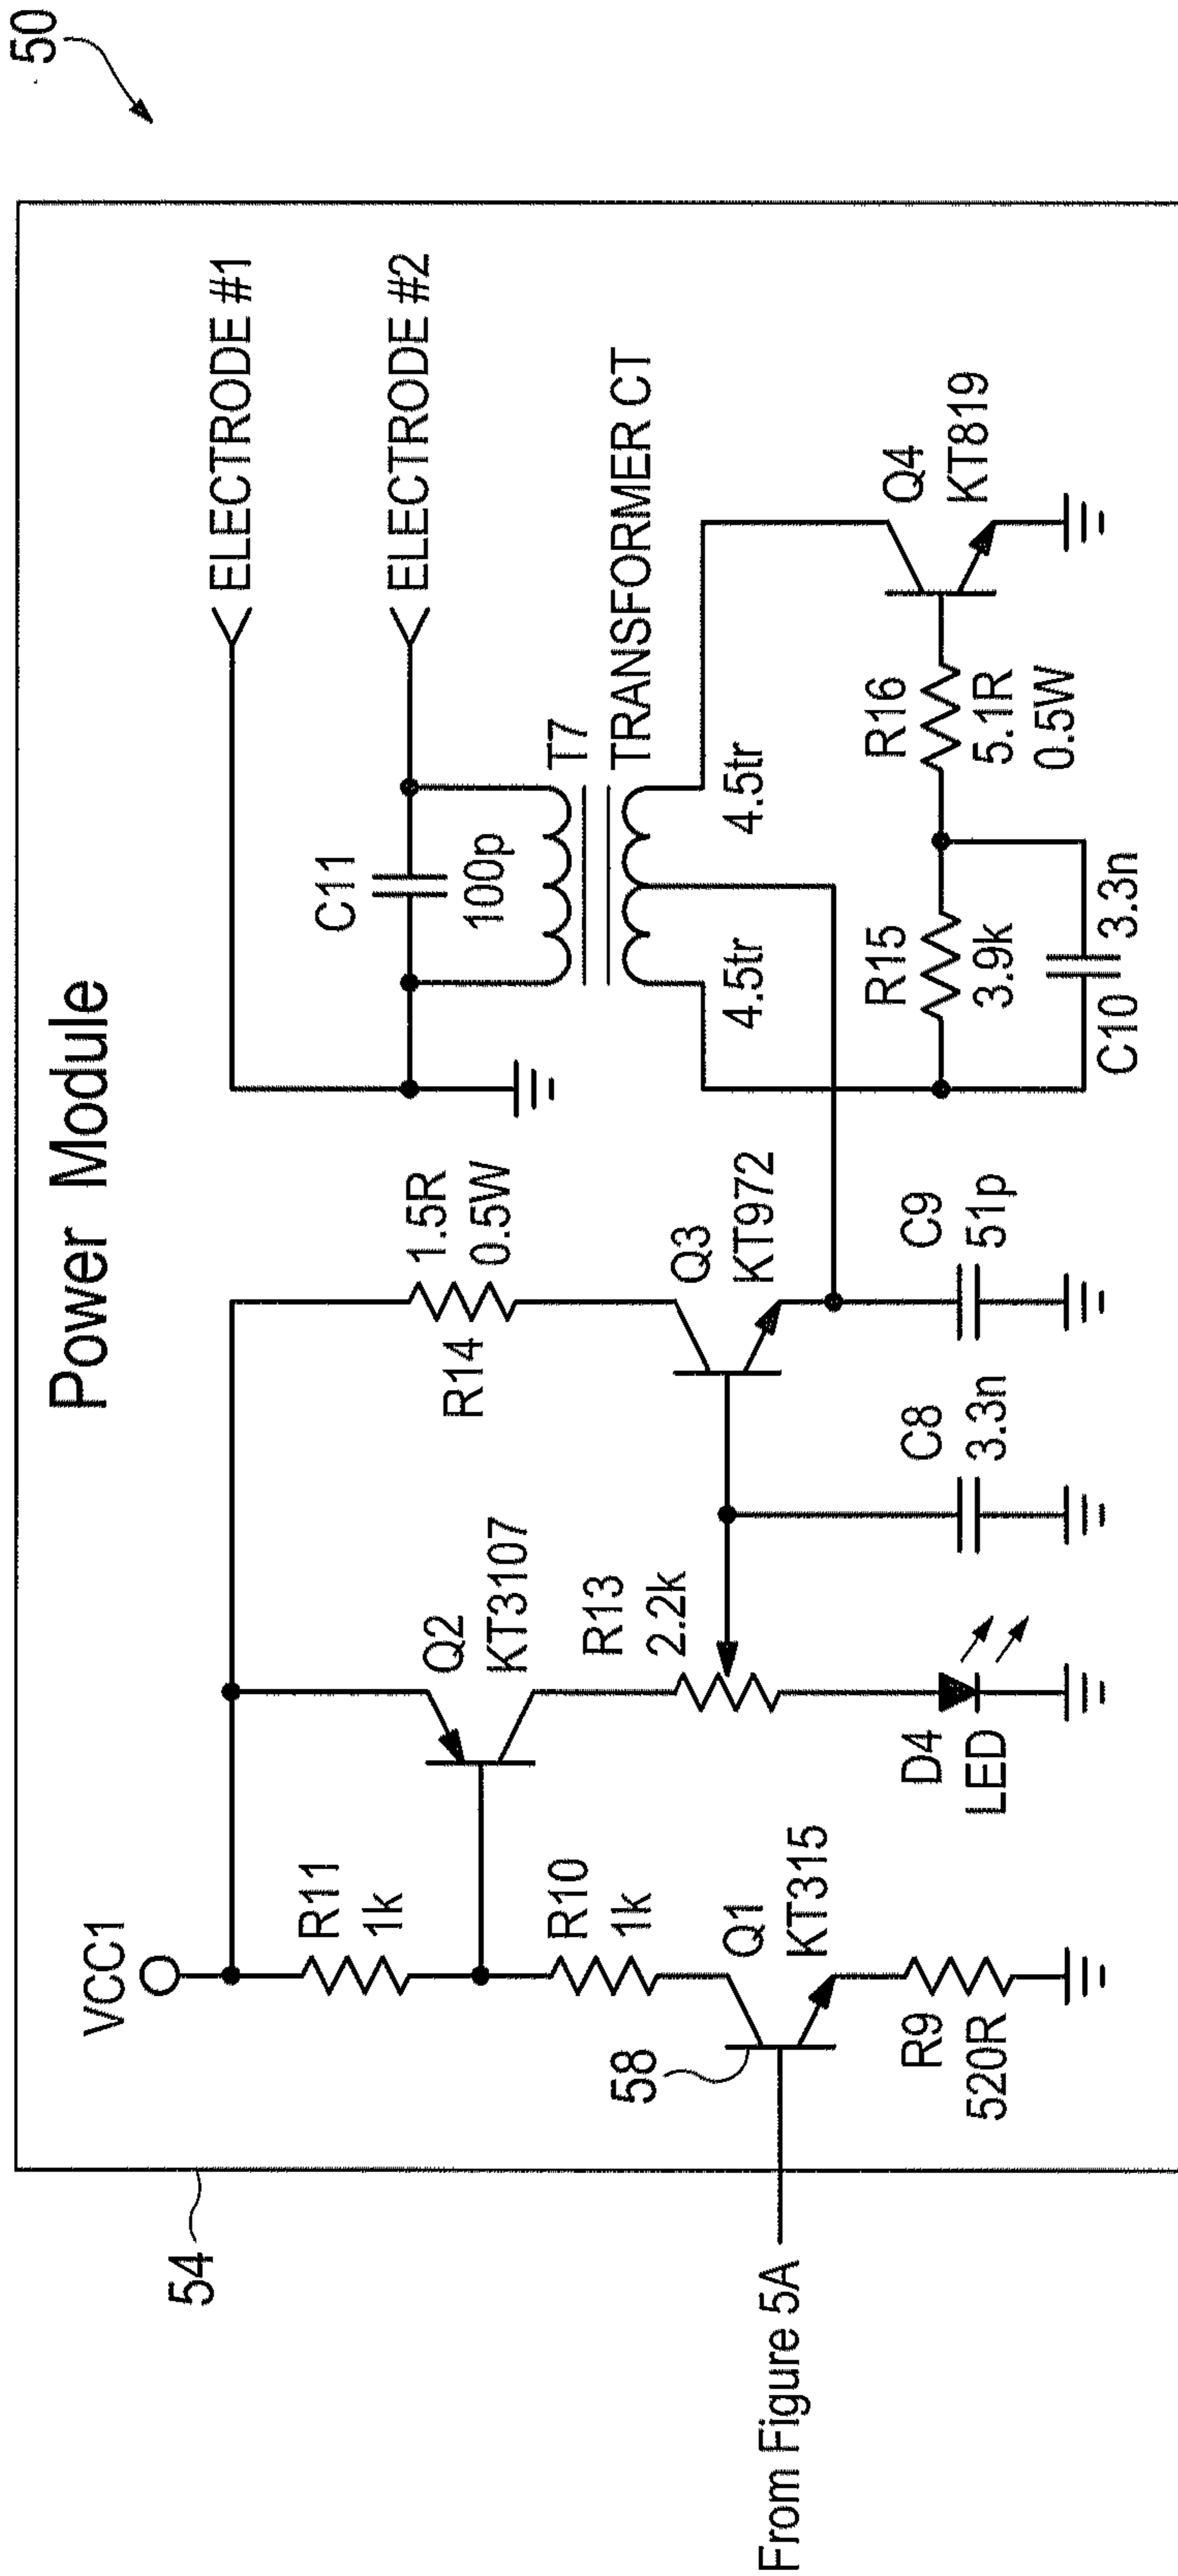 50
Power Module
54
VCC1
R11
1k
R10
1k
58
Q1
KT315
R9
520R
From Figure 5A
Q2
KT3107
R13
2.2k
D4
LED
R14
1.5R
0.5W
Q3
KT972
C8
3.3n
C9
51p
ELECTRODE #1
ELECTRODE #2
C11
100p
T7
TRANSFORMER CT
4.5tr
4.5tr
R15
3.9k
C10
3.3n
R16
5.1R
0.5W
Q4
KT819